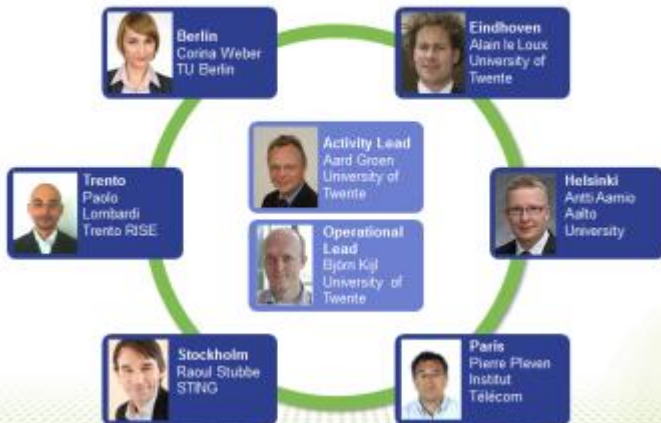 Berlin
Corina Weber
TU Berlin
Eindhoven
Alain le Loux
University of
Twente
Activity Lead
Aard Groen
University of
Twente
Trento
Paolo
Lombardi
Trento RISE
Helsinki
Antti Aarnio
Aalto
University
Operational
Lead
Björn Kijl
University of
Twente
Stockholm
Raoul Stubbe
STING
Paris
Pierre Pleven
Institut
Télécom